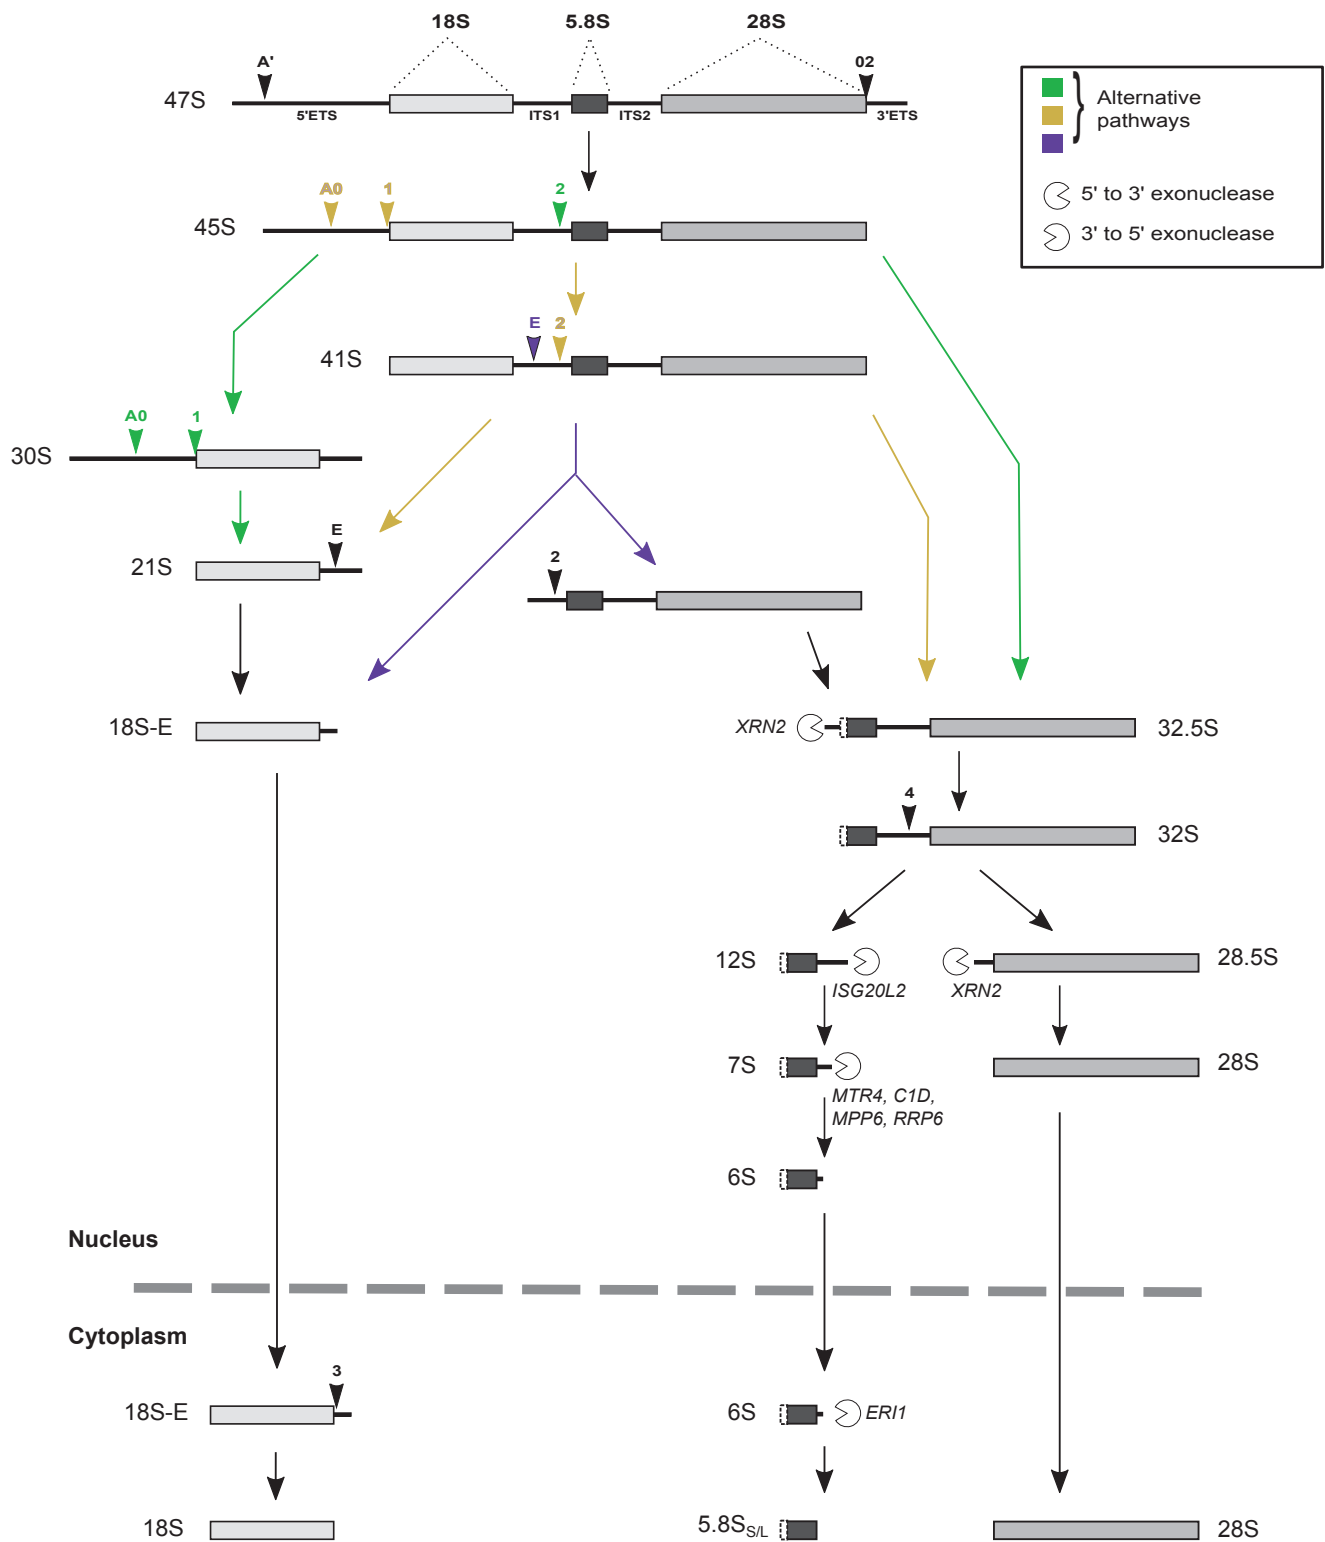 18S 5.8S 28S
A' 02
47S
5'ETS ITS1 ITS2 3'ETS
Alternative
pathways
5' to 3' exonuclease
3' to 5' exonuclease
A0 1 2
45S
E 2
41S
A0 1
30S
E
21S
2
18S-E
XRN2 32.5S
4
32S
12S 28.5S
ISG20L2 XRN2
7S 28S
MTR4, C1D,
MPP6, RRP6
6S
Nucleus
Cytoplasm
3
18S-E 6S ERI1
18S 5.8SS/L 28S